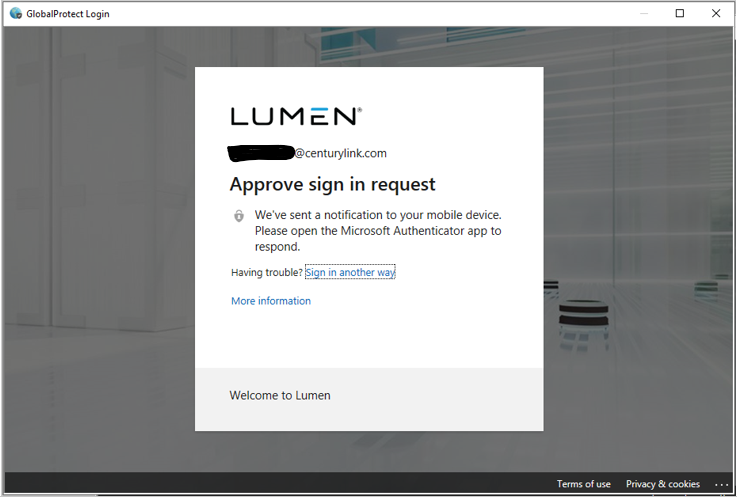 GlobalProtect Login
LUMEN®
@centurylink.com
Approve sign in request
We've sent a notification to your mobile device.
Please open the Microsoft Authenticator app to
respond.
Having trouble? Sign in another way
More information
Welcome to Lumen
Terms of use Privacy & cookies ...